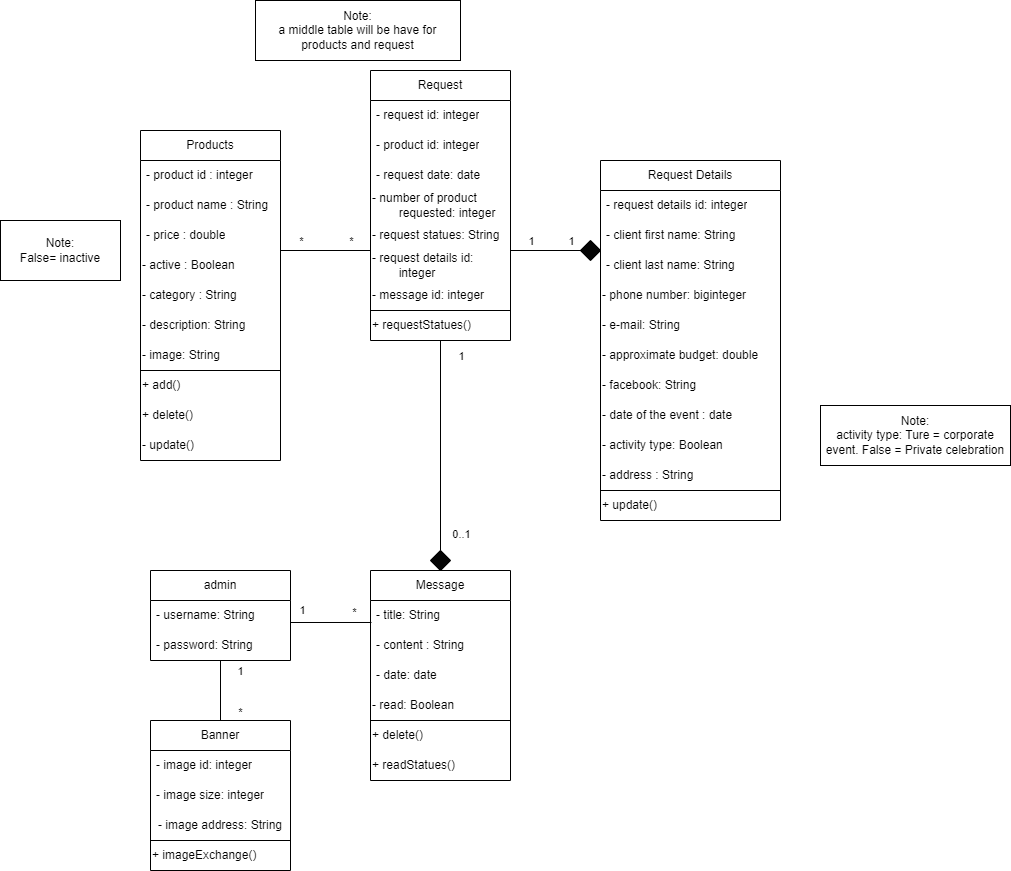 Note:
a middle table will be have for
products and request
Request
- request id: integer
- product id: integer
- request date: date
- number of product
requested: integer
- request statues: String
- request details id:
integer
- message id: integer
+ requestStatues()
Products
- product id : integer
- product name : String
- price : double
- active : Boolean
- category : String
- description: String
- image: String
+ add()
+ delete()
- update()
Note:
False= inactive
* *
1 1
Request Details
- request details id: integer
- client first name: String
- client last name: String
- phone number: biginteger
- e-mail: String
- approximate budget: double
- facebook: String
- date of the event : date
- activity type: Boolean
- address : String
+ update()
Note:
activity type: Ture = corporate
event. False = Private celebration
1
0..1
admin
- username: String
- password: String
1 *
Message
- title: String
- content : String
- date: date
- read: Boolean
+ delete()
+ readStatues()
1
*
Banner
- image id: integer
- image size: integer
- image address: String
+ imageExchange()